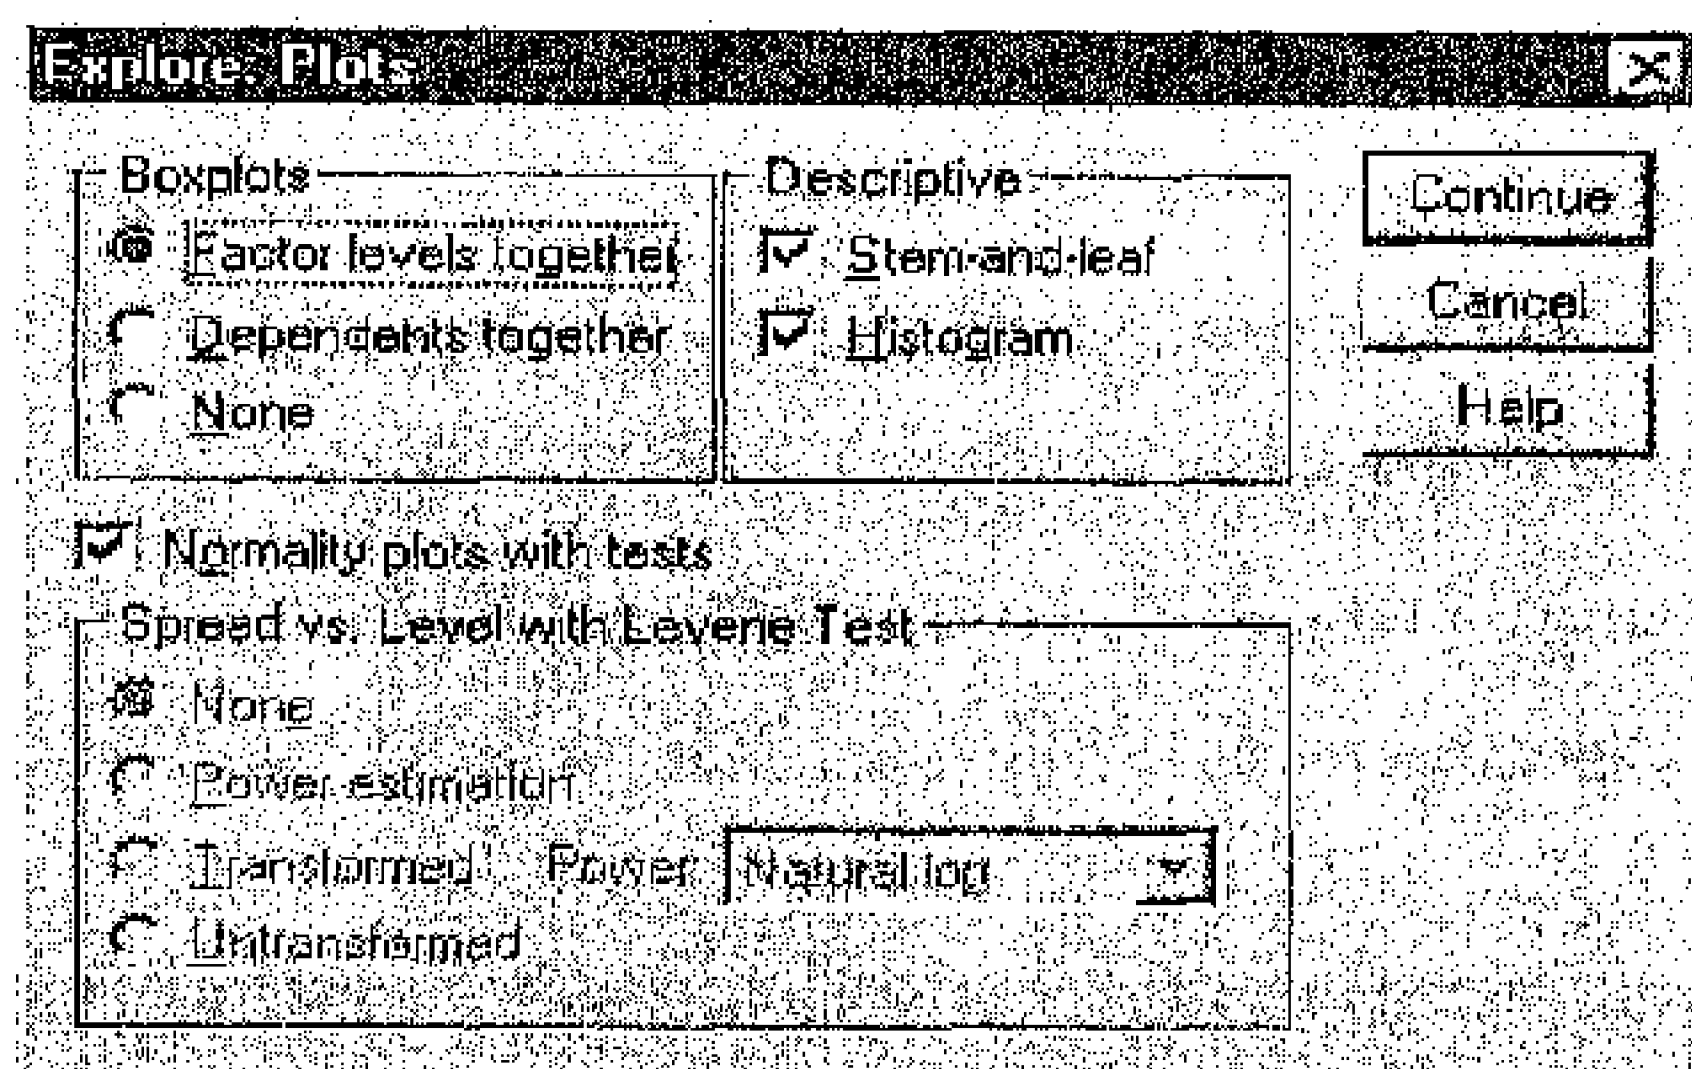 Explore: Plots
Boxplots
Factor levels together
Dependents together
None
Descriptive
Stem-and-leaf
Histogram
Continue
Cancel
Help
Normality plots with tests
Spread vs. Level with Levene Test
None
Power estimation
Transformed Power: Natural log
Untransformed